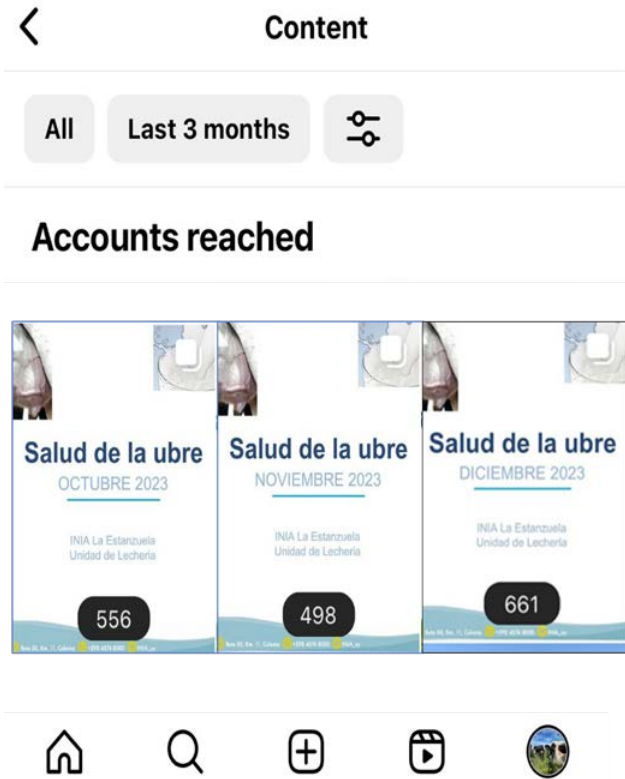 Content
All
Last 3 months
Accounts reached
Salud de la ubre
OCTUBRE 2023
INIA La Estanzuela
Unidad de Lechería
556
Salud de la ubre
NOVIEMBRE 2023
INIA La Estanzuela
Unidad de Lechería
498
Salud de la ubre
DICIEMBRE 2023
INIA La Estanzuela
Unidad de Lechería
661